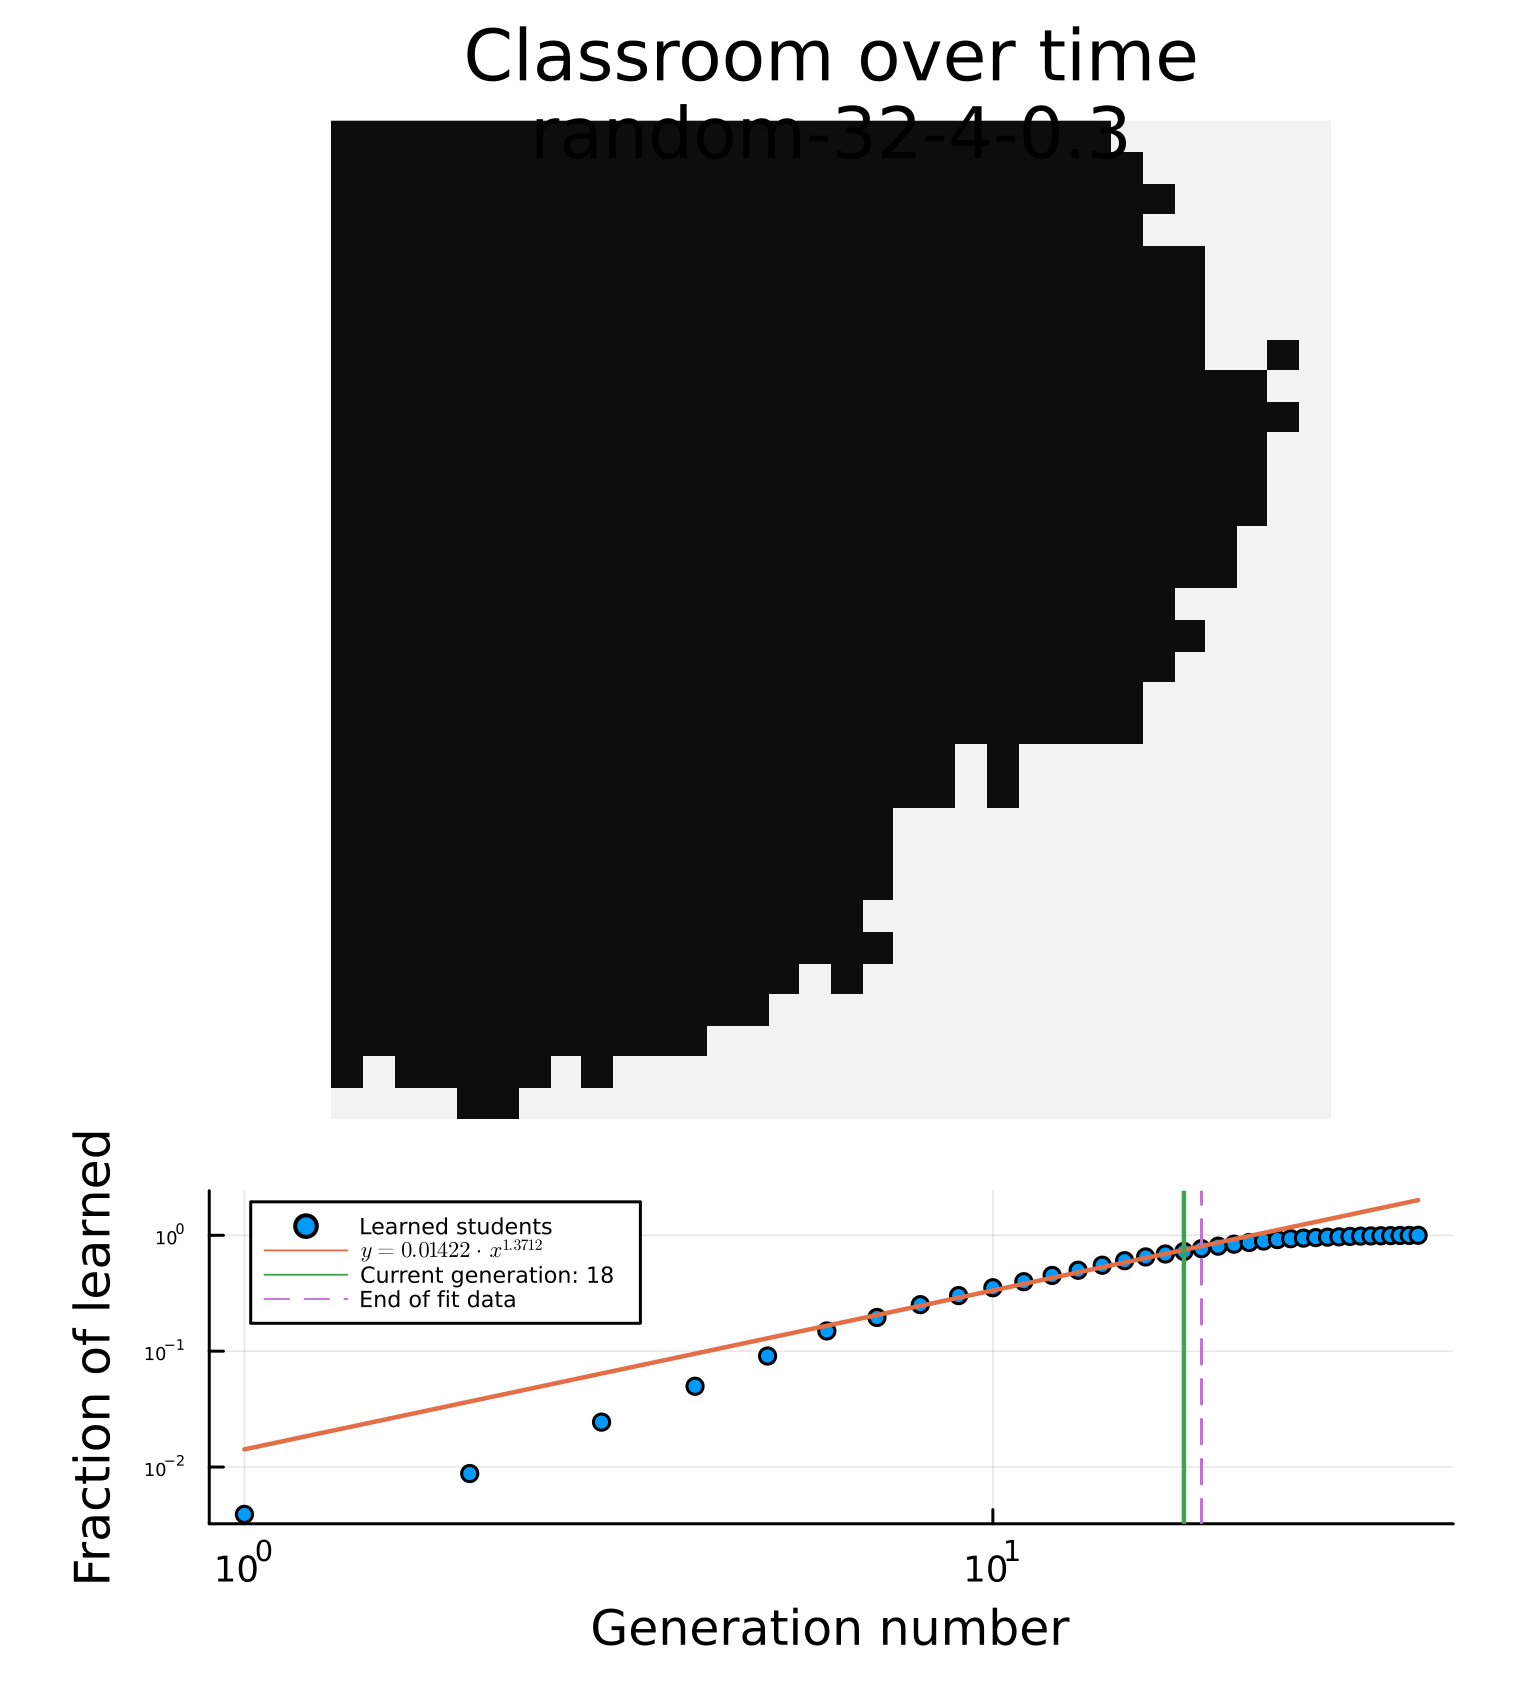 Classroom over time
random-32-4-0.3
Fraction of learned
Learned students
y = 0.01422 · x^1.3712
Current generation: 18
End of fit data
10^0
10^-1
10^-2
10^0
10^1
Generation number